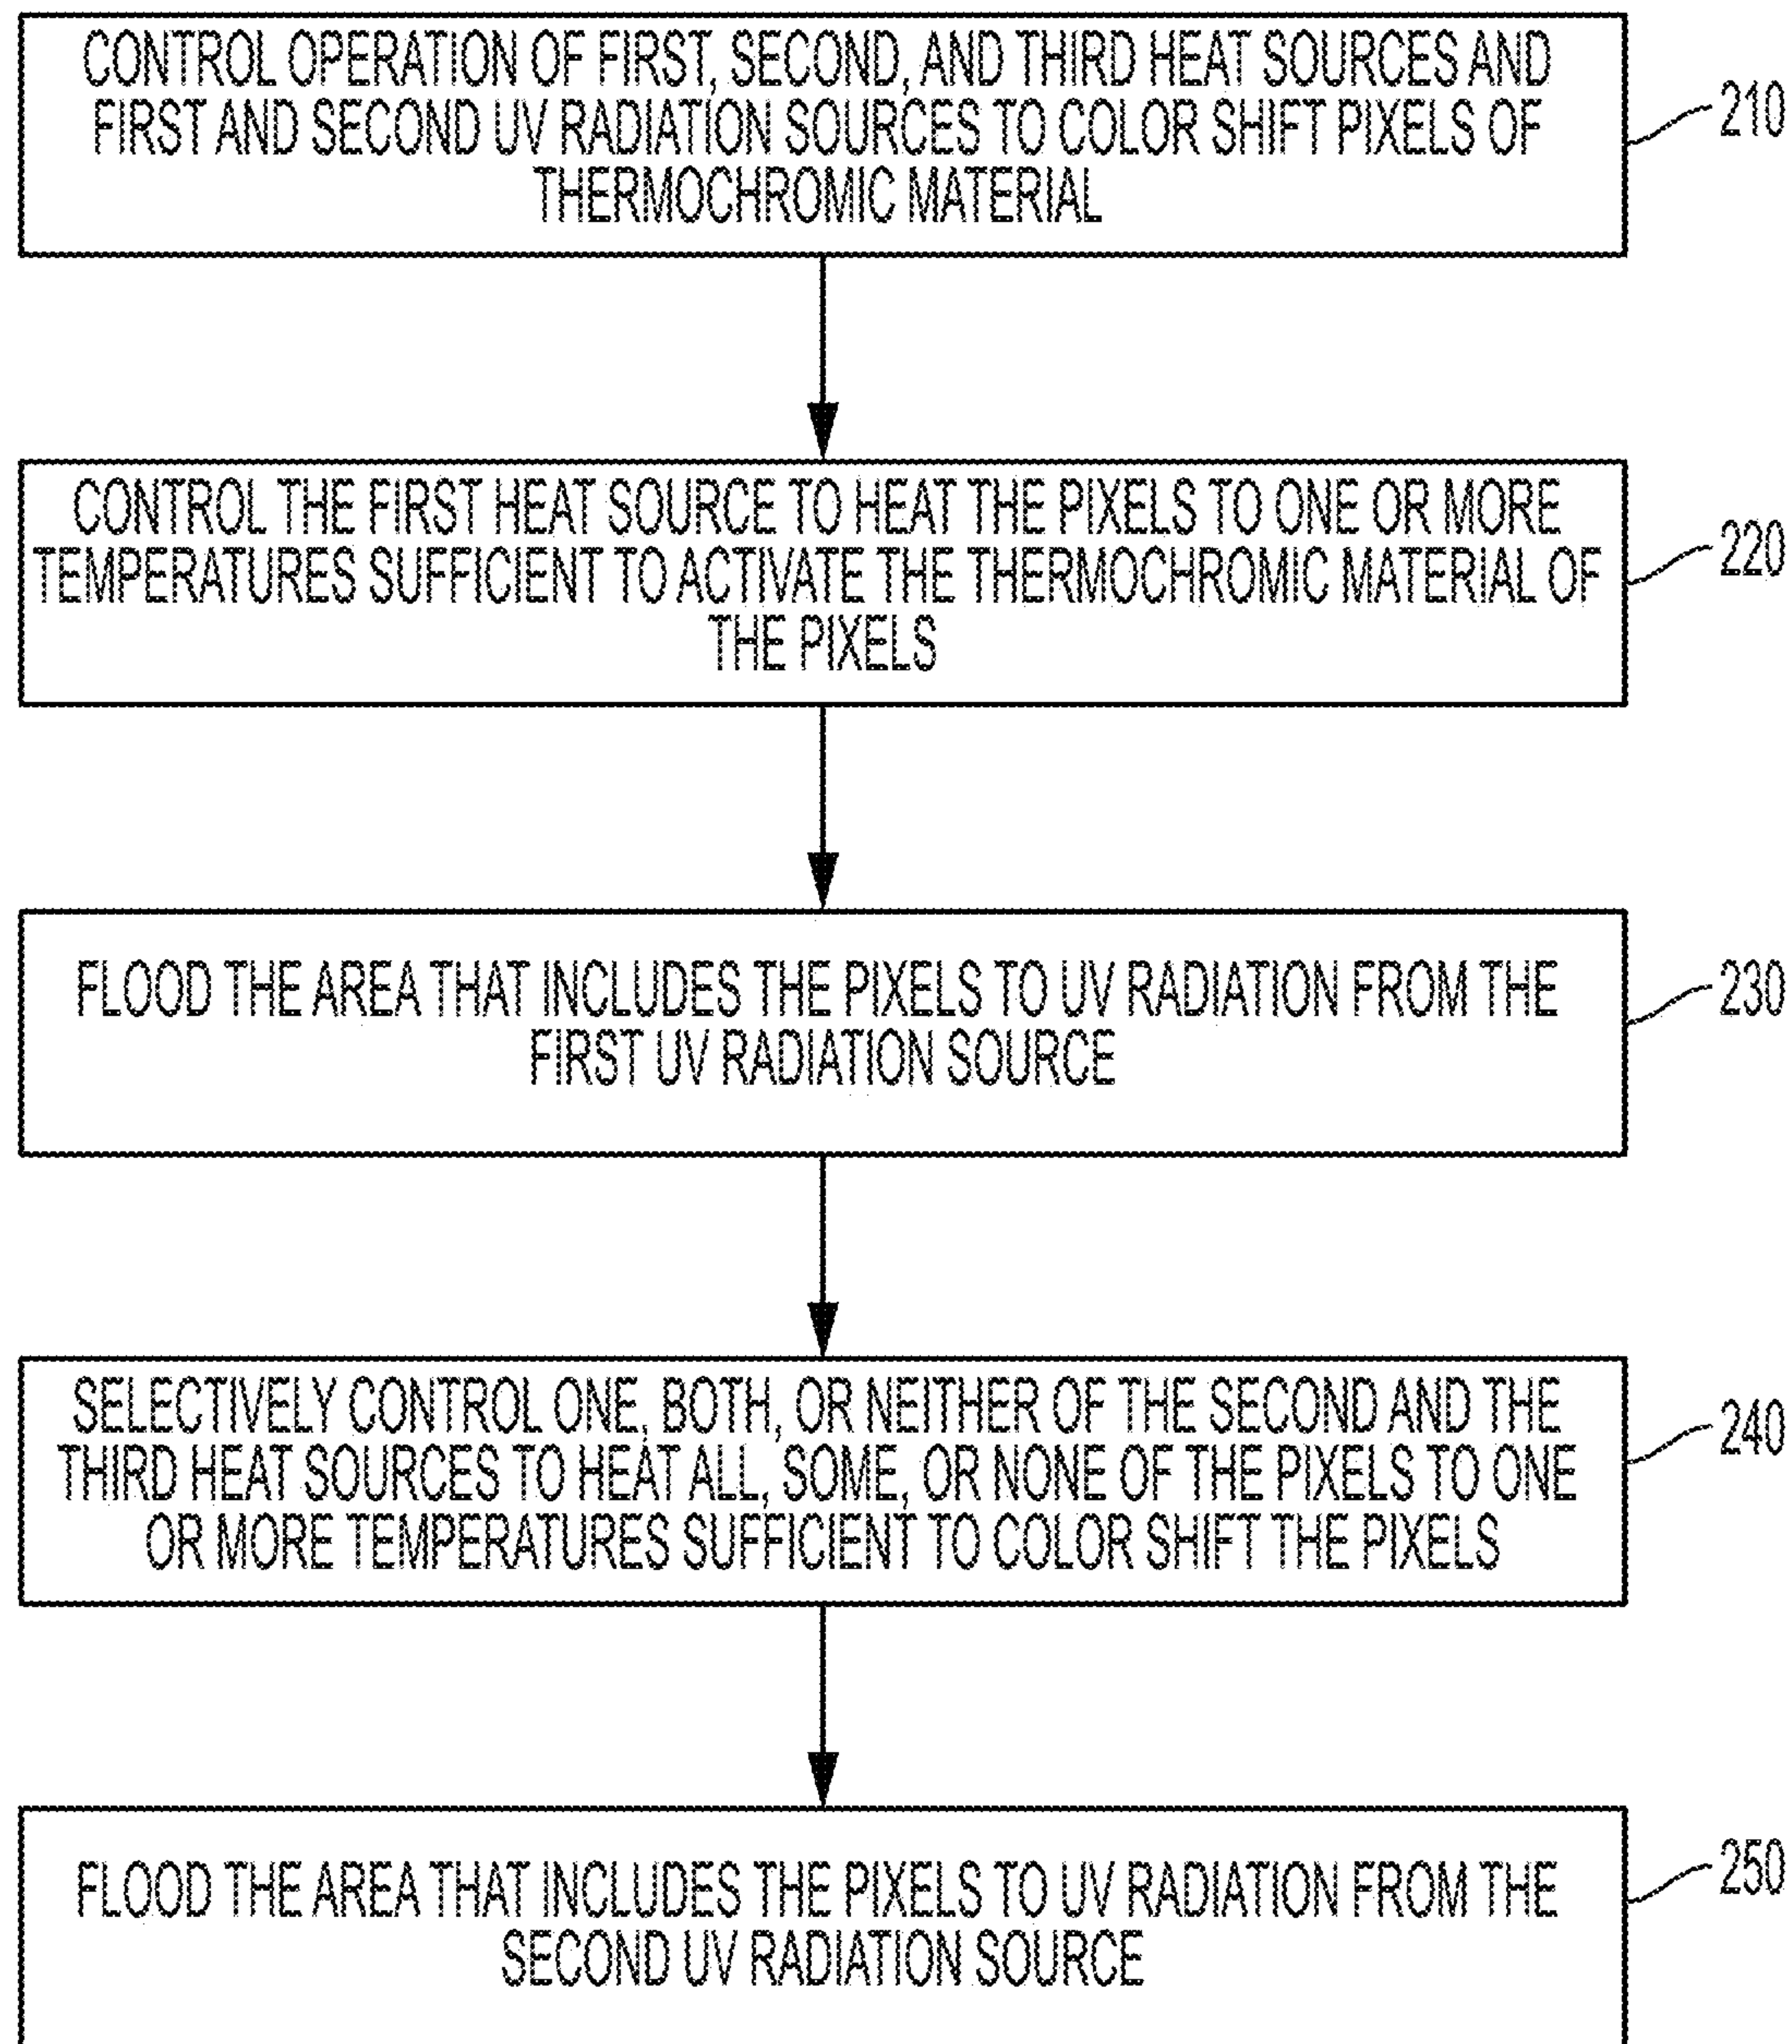 CONTROL OPERATION OF FIRST, SECOND, AND THIRD HEAT SOURCES AND
FIRST AND SECOND UV RADIATION SOURCES TO COLOR SHIFT PIXELS OF
THERMOCHROMIC MATERIAL
210
CONTROL THE FIRST HEAT SOURCE TO HEAT THE PIXELS TO ONE OR MORE
TEMPERATURES SUFFICIENT TO ACTIVATE THE THERMOCHROMIC MATERIAL OF
THE PIXELS
220
FLOOD THE AREA THAT INCLUDES THE PIXELS TO UV RADIATION FROM THE
FIRST UV RADIATION SOURCE
230
SELECTIVELY CONTROL ONE, BOTH, OR NEITHER OF THE SECOND AND THE
THIRD HEAT SOURCES TO HEAT ALL, SOME, OR NONE OF THE PIXELS TO ONE
OR MORE TEMPERATURES SUFFICIENT TO COLOR SHIFT THE PIXELS
240
FLOOD THE AREA THAT INCLUDES THE PIXELS TO UV RADIATION FROM THE
SECOND UV RADIATION SOURCE
250